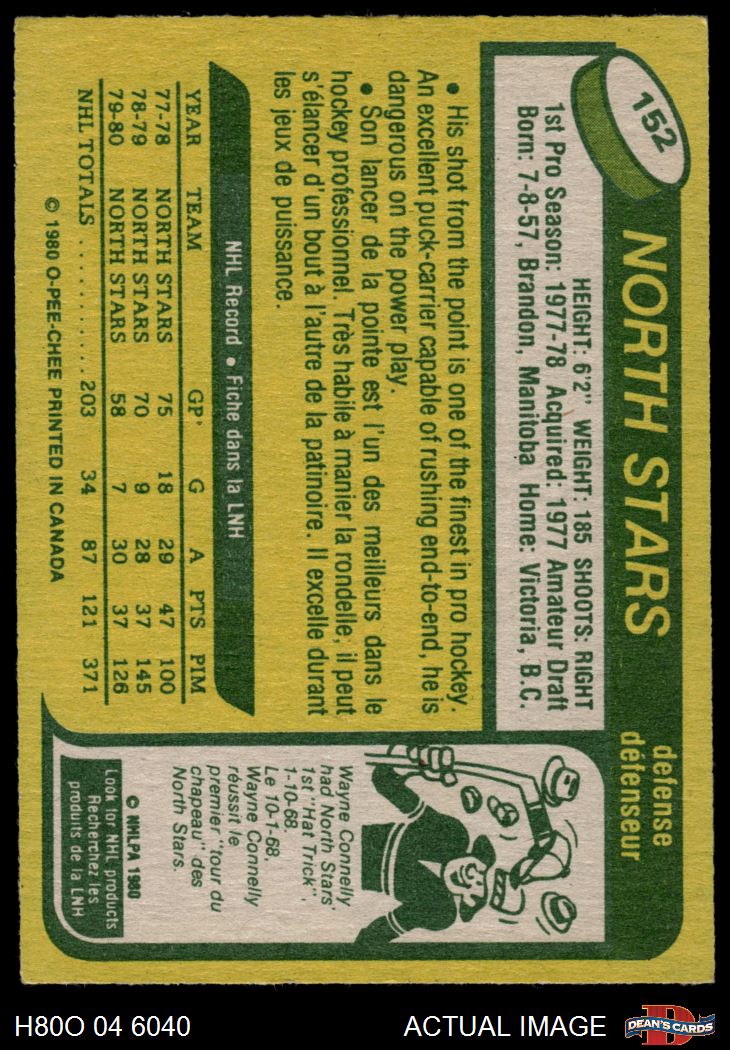 152
NORTH STARS
defense
défenseur
HEIGHT: 6'2" WEIGHT: 185 SHOOTS: RIGHT
1st Pro Season: 1977-78 Acquired: 1977 Amateur Draft
Born: 7-8-57, Brandon, Manitoba Home: Victoria, B.C.
• His shot from the point is one of the finest in pro hockey.
An excellent puck-carrier capable of rushing end-to-end, he is
dangerous on the power play.
• Son lancer de la pointe est l'un des meilleurs dans le
hockey professionnel. Très habile à manier la rondelle; il peut
s'élancer d'un bout à l'autre de la patinoire. Il excelle durant
les jeux de puissance.
NHL Record • Fiche dans la LNH
YEAR TEAM GP G A PTS PIM
77-78 NORTH STARS 75 18 29 47 100
78-79 NORTH STARS 70 9 28 37 145
79-80 NORTH STARS 58 7 30 37 126
NHL TOTALS ........... 203 34 87 121 371
© 1980 O-PEE-CHEE PRINTED IN CANADA
Wayne Connelly
had North Stars'
1st "Hat Trick",
1-10-68.
Le 10-1-68,
Wayne Connelly
réussit le
premier "tour du
chapeau" des
North Stars.
© NHLPA 1980
Look for NHL products
Recherchez les
produits de la LNH
H80O 04 6040
ACTUAL IMAGE
D
DEAN'S CARDS